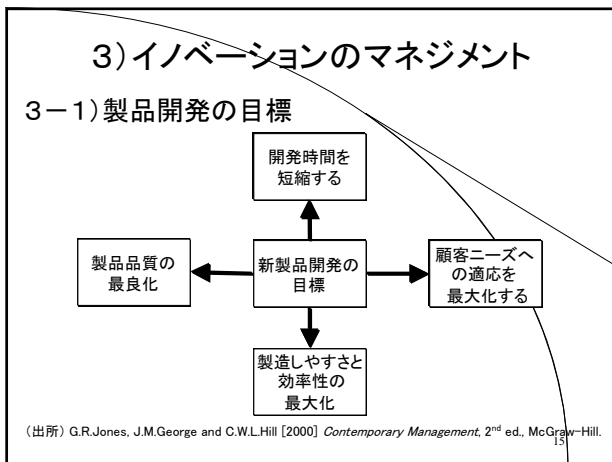 3）イノベーションのマネジメント
3－1）製品開発の目標
開発時間を
短縮する
製品品質の
最良化
新製品開発の
目標
顧客ニーズへ
の適応を
最大化する
製造しやすさと
効率性の
最大化
（出所）G.R.Jones, J.M.George and C.W.L.Hill [2000] Contemporary Management, 2nd ed., McGraw-Hill.
15